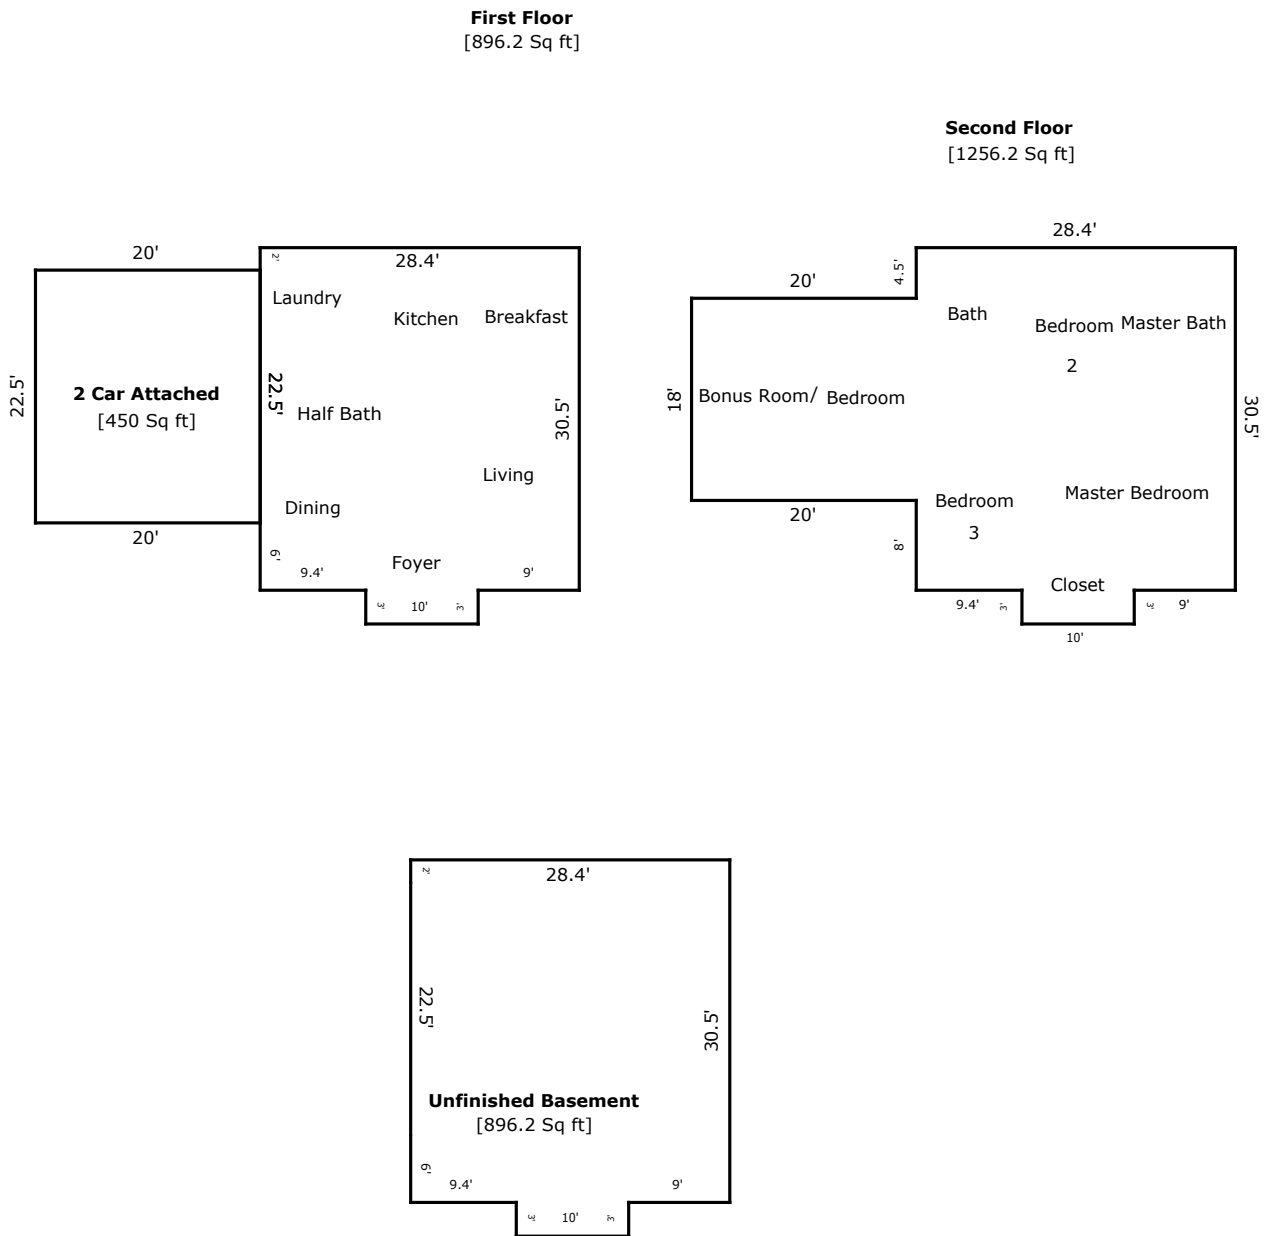 First Floor
[896.2 Sq ft]
Second Floor
[1256.2 Sq ft]
20'
2'
28.4'
Laundry
Kitchen
Breakfast
22.5'
2 Car Attached
[450 Sq ft]
22.5'
Half Bath
30.5'
Living
Dining
20'
6'
9.4'
Foyer
9'
3'
10'
3'
28.4'
4.5'
20'
Bath
Bedroom
2
Master Bath
18'
Bonus Room/ Bedroom
30.5'
20'
Bedroom
3
Master Bedroom
8'
Closet
9.4'
3'
3'
9'
10'
2'
28.4'
22.5'
30.5'
Unfinished Basement
[896.2 Sq ft]
6'
9.4'
9'
3'
10'
3'